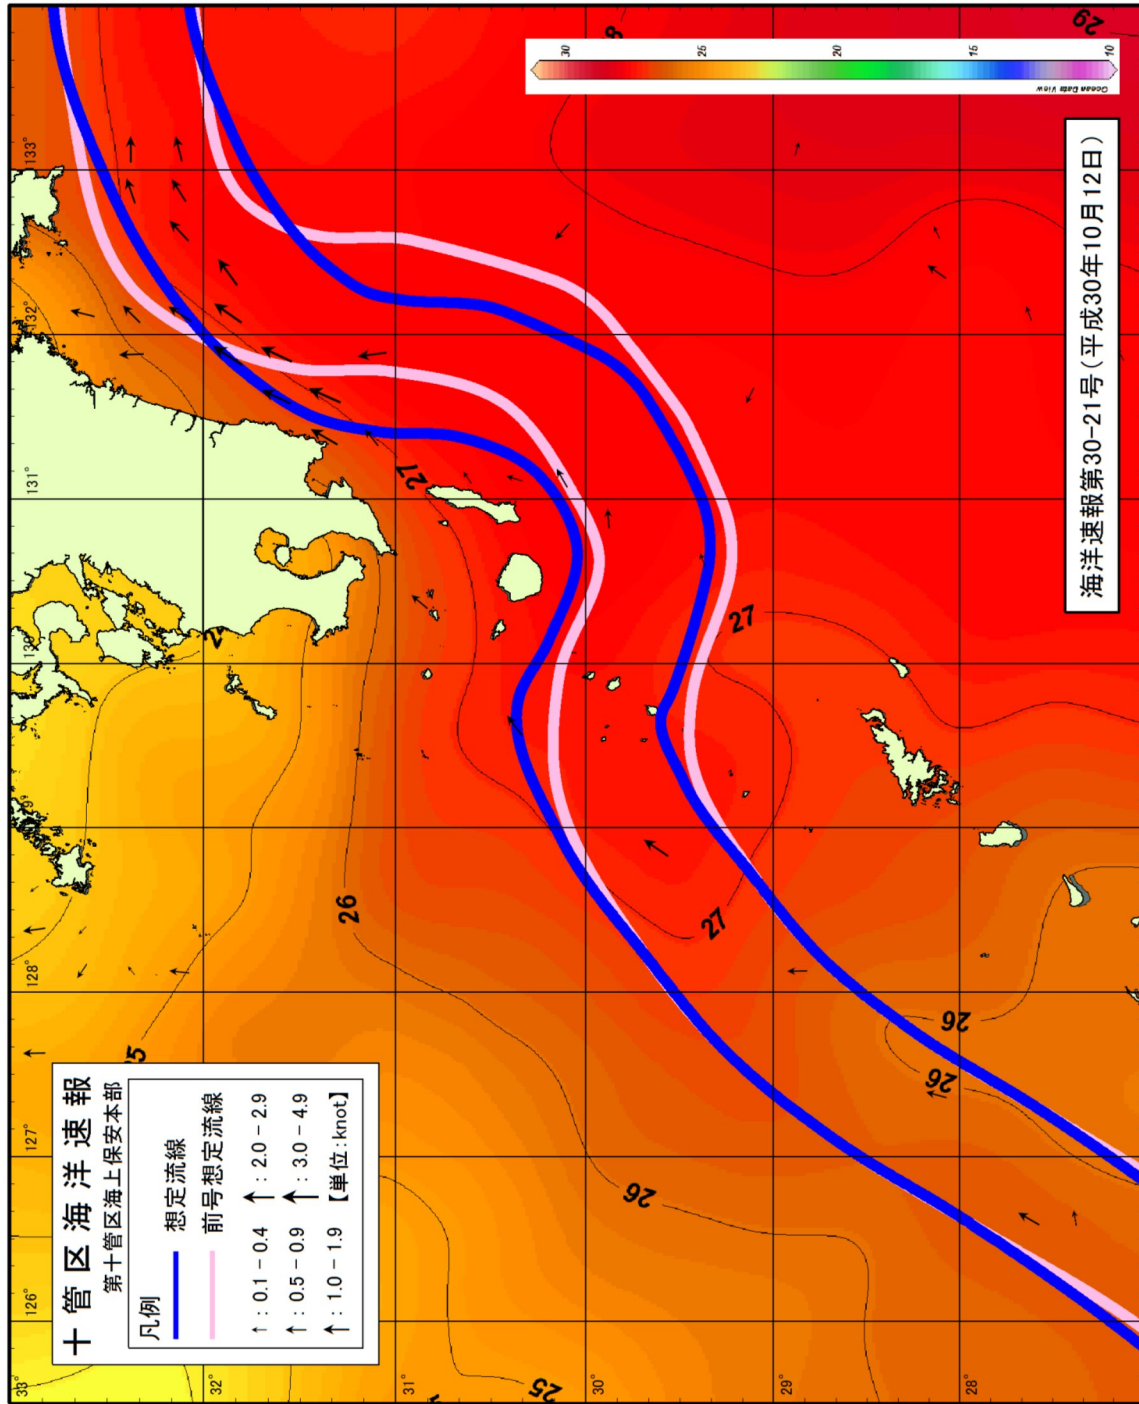 十管区海洋速報
第十管区海上保安本部
凡例
想定流線
前号想定流線
↑: 0.1 - 0.4 ↑: 2.0 - 2.9
↑: 0.5 - 0.9 ↑: 3.0 - 4.9
↑: 1.0 - 1.9 【単位:knot】
126°
127°
128°
129°
130°
131°
132°
133°
33°
32°
31°
30°
29°
28°
25
26
27
26
25
27
27
26
26
29
30
25
20
15
10
Ocean Data View
海洋速報第30-21号(平成30年10月12日)